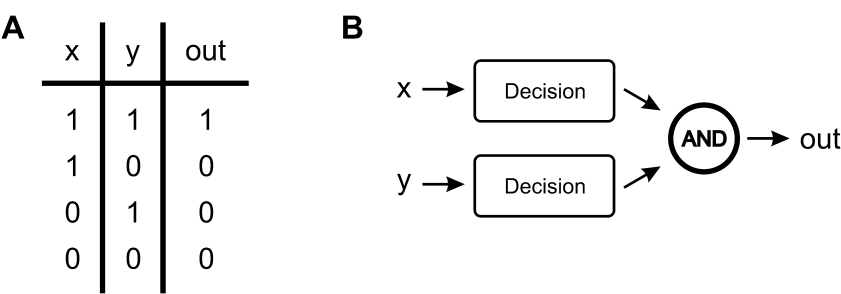 A
x y out
1 1 1
1 0 0
0 1 0
0 0 0
B
x
Decision
y
Decision
AND
out